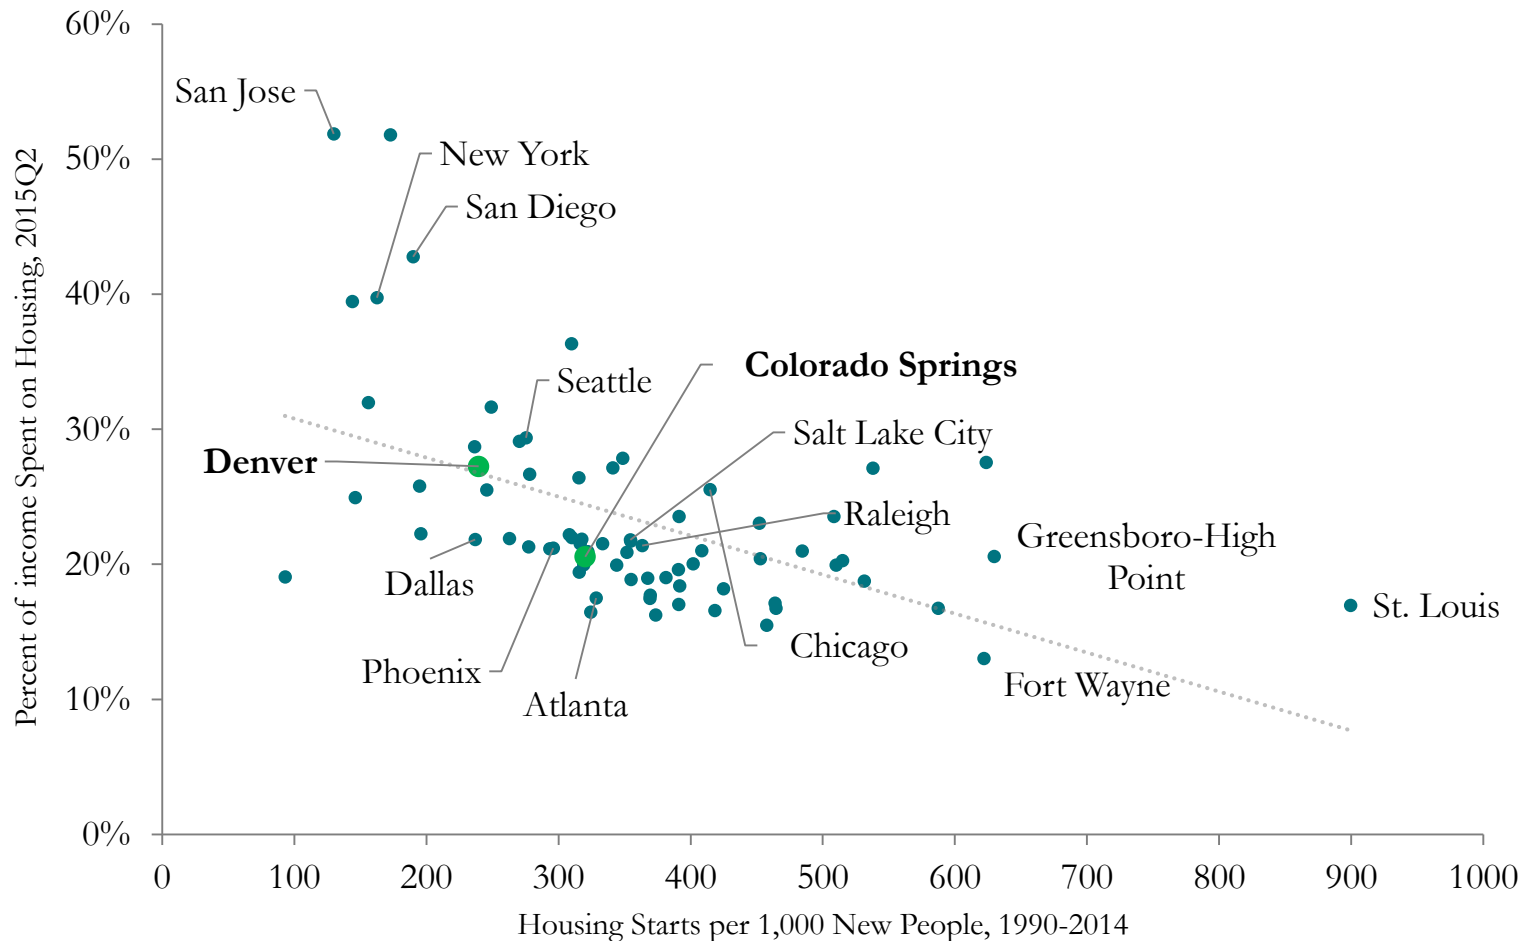 60%
50%
40%
30%
20%
10%
0%
Percent of income Spent on Housing, 2015Q2
San Jose
New York
San Diego
Seattle
Colorado Springs
Salt Lake City
Denver
Raleigh
Greensboro-High
Point
Dallas
St. Louis
Chicago
Phoenix
Fort Wayne
Atlanta
0 100 200 300 400 500 600 700 800 900 1000
Housing Starts per 1,000 New People, 1990-2014